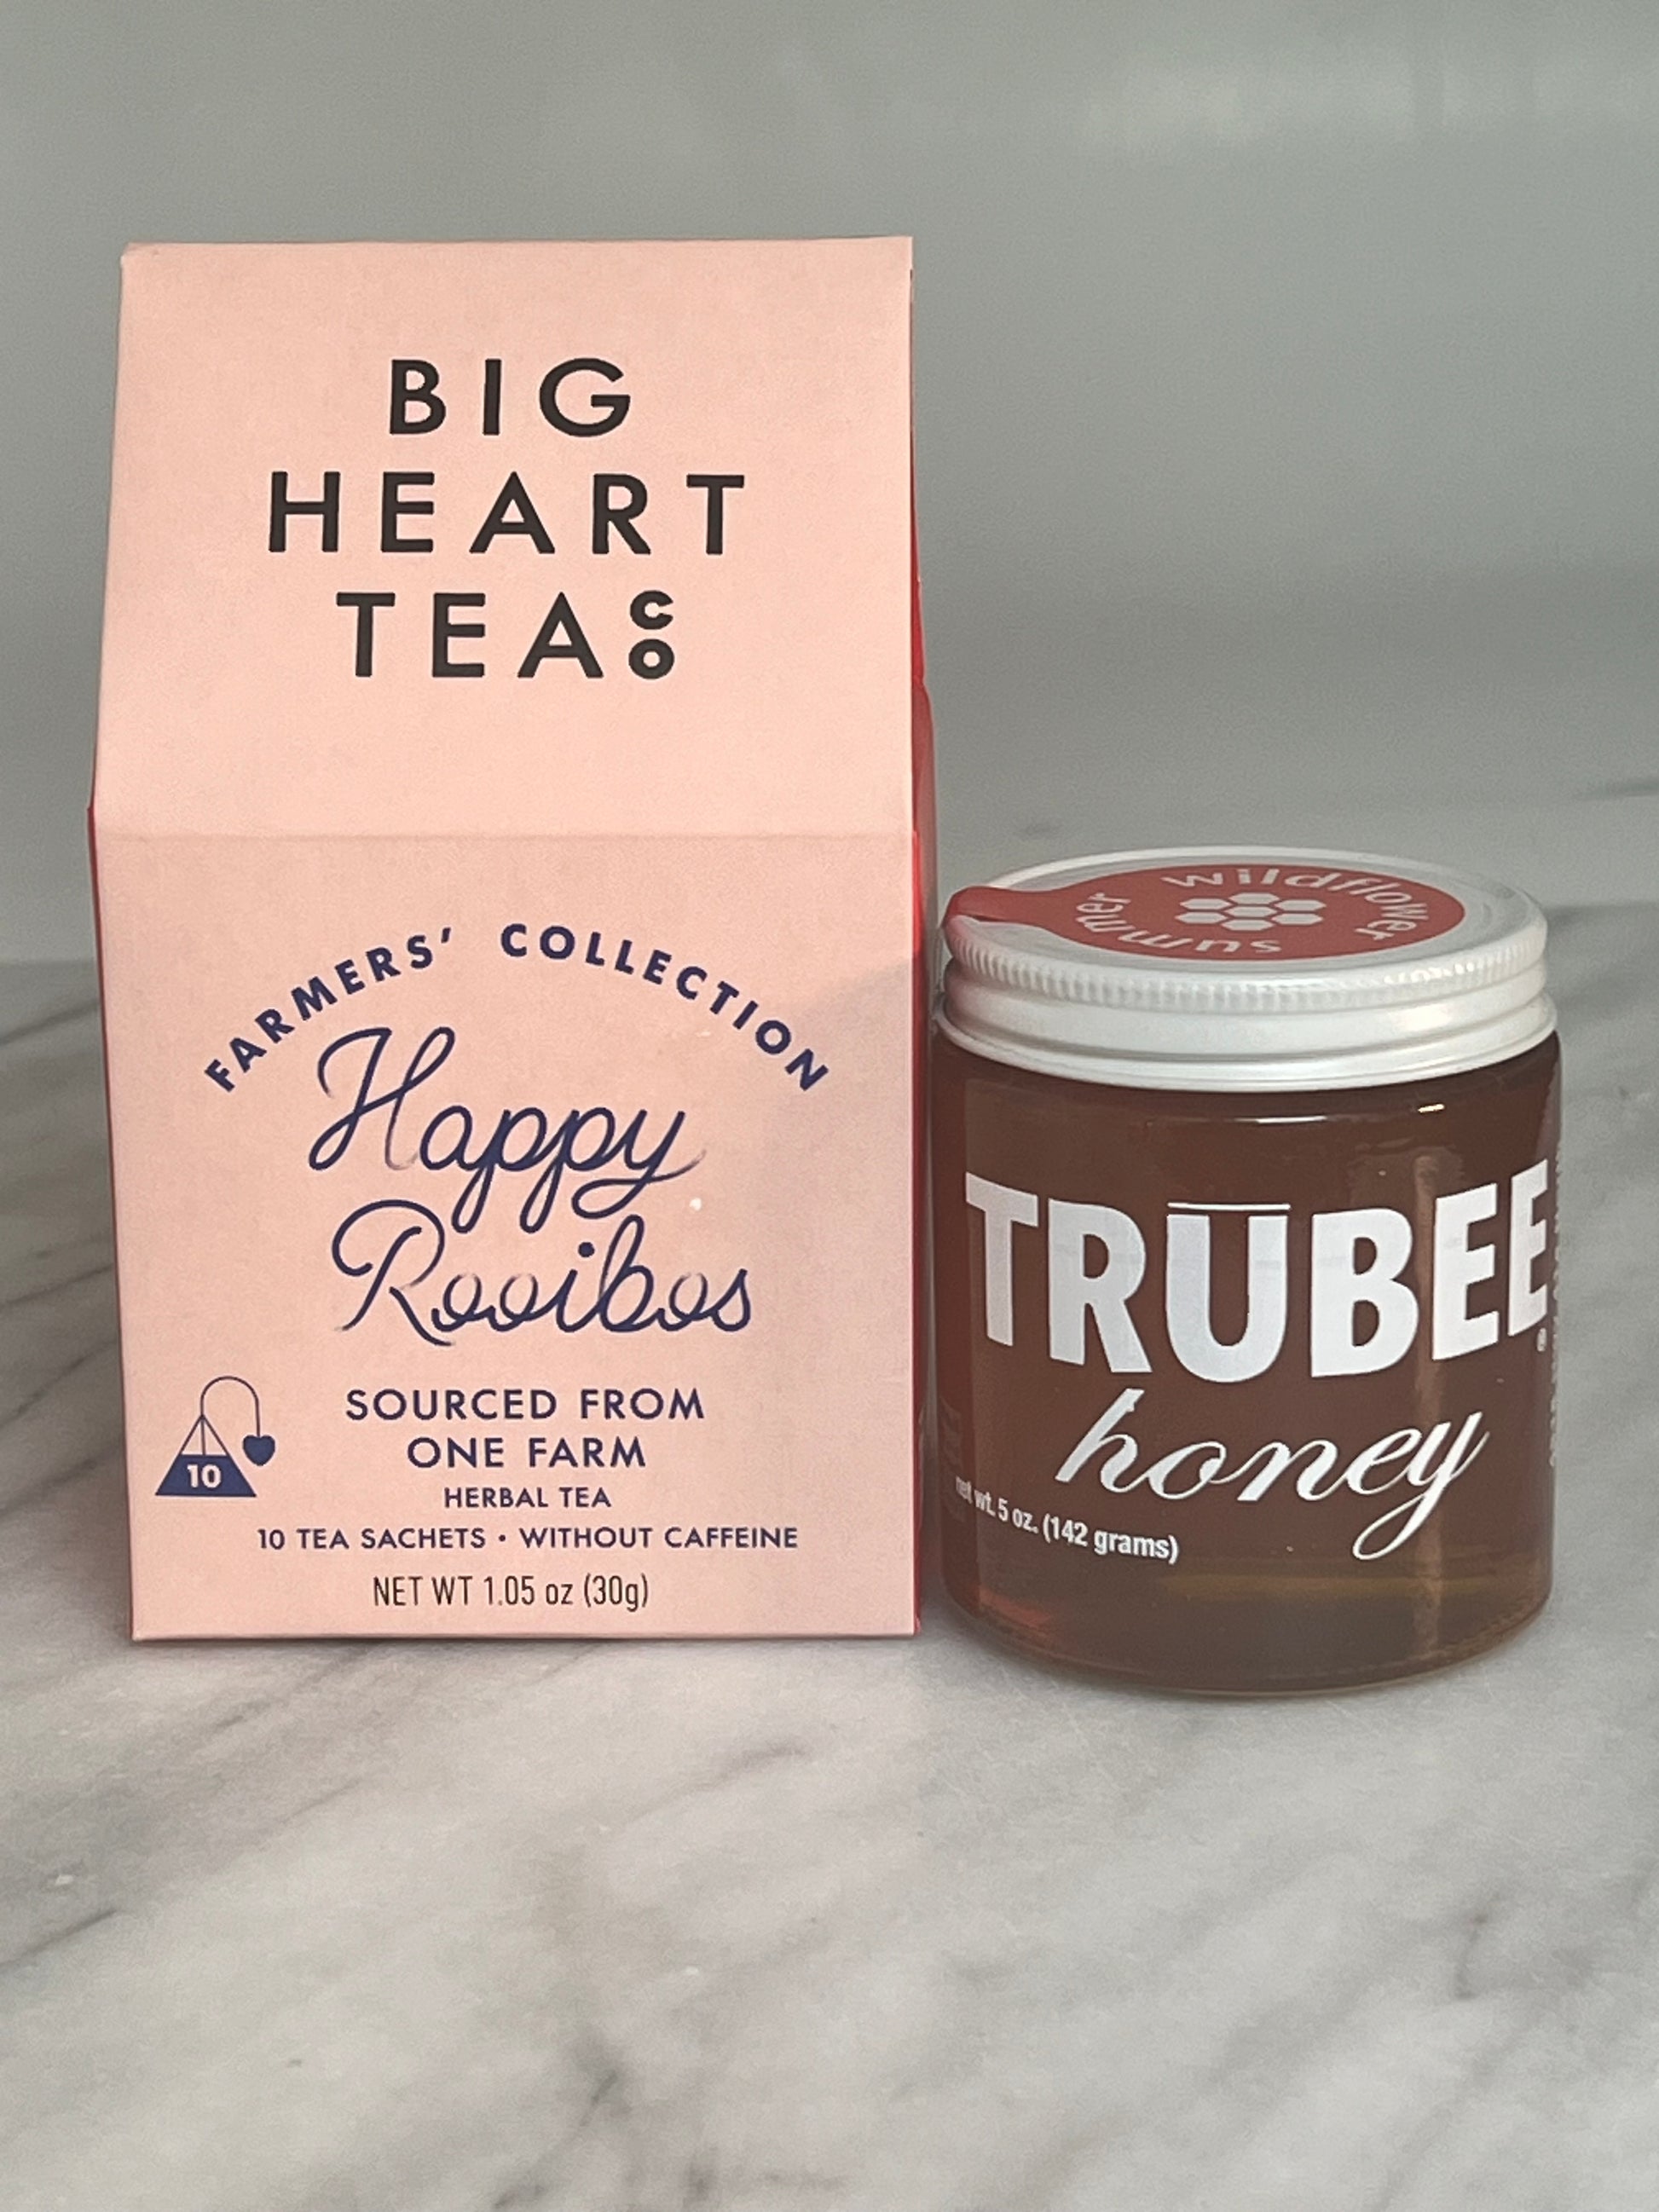 BIG
HEART
TEA CO
FARMERS' COLLECTION
Happy
Rooibos
10
SOURCED FROM
ONE FARM
HERBAL TEA
10 TEA SACHETS • WITHOUT CAFFEINE
NET WT 1.05 oz (30g)
wildflower
summer
TRŪBEE®
honey
net wt. 5 oz. (142 grams)